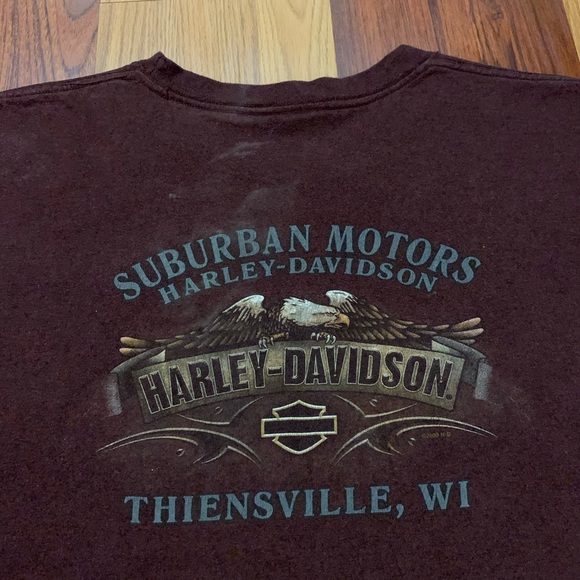 SUBURBAN MOTORS
HARLEY-DAVIDSON
HARLEY-DAVIDSON
THIENSVILLE, WI